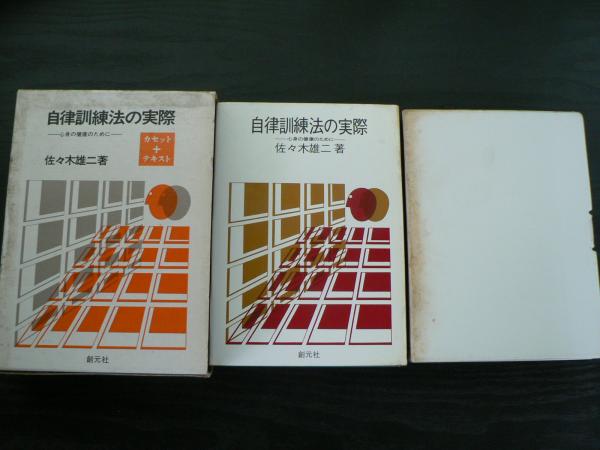 自律訓練法の実際
──心身の健康のために──
カセット
+
テキスト
佐々木雄二著
創元社
自律訓練法の実際
──心身の健康のために──
佐々木雄二 著
創元社